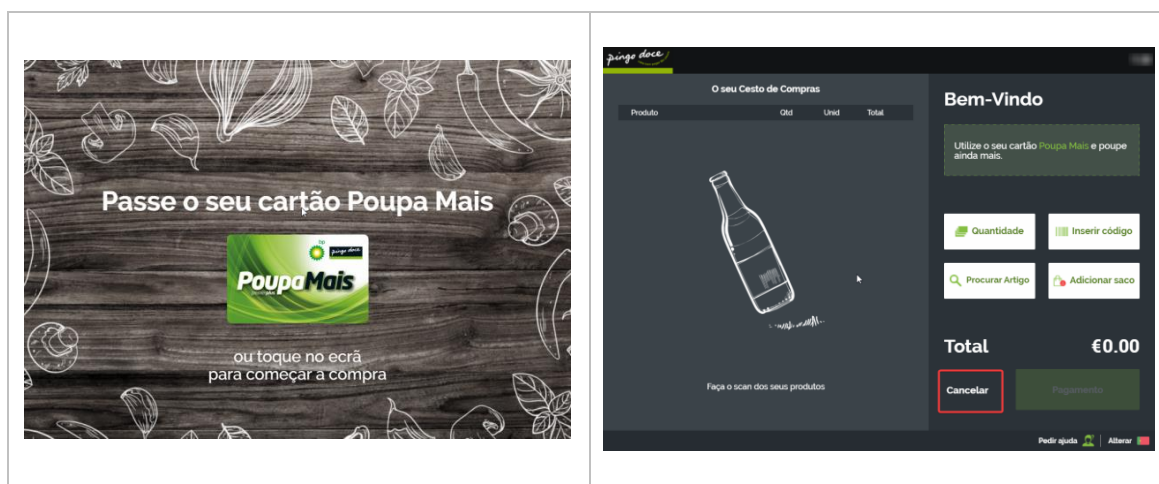 Passe o seu cartão Poupa Mais
bp
pingo doce
PoupaMais
ou toque no ecrã
para começar a compra
pingo doce
O seu Cesto de Compras
Produto Qtd Unid Total
Faça o scan dos seus produtos
Bem-Vindo
Utilize o seu cartão Poupa Mais e poupe
ainda mais.
Quantidade Inserir código
Procurar Artigo Adicionar saco
Total €0.00
Cancelar Pagamento
Pedir ajuda Alterar